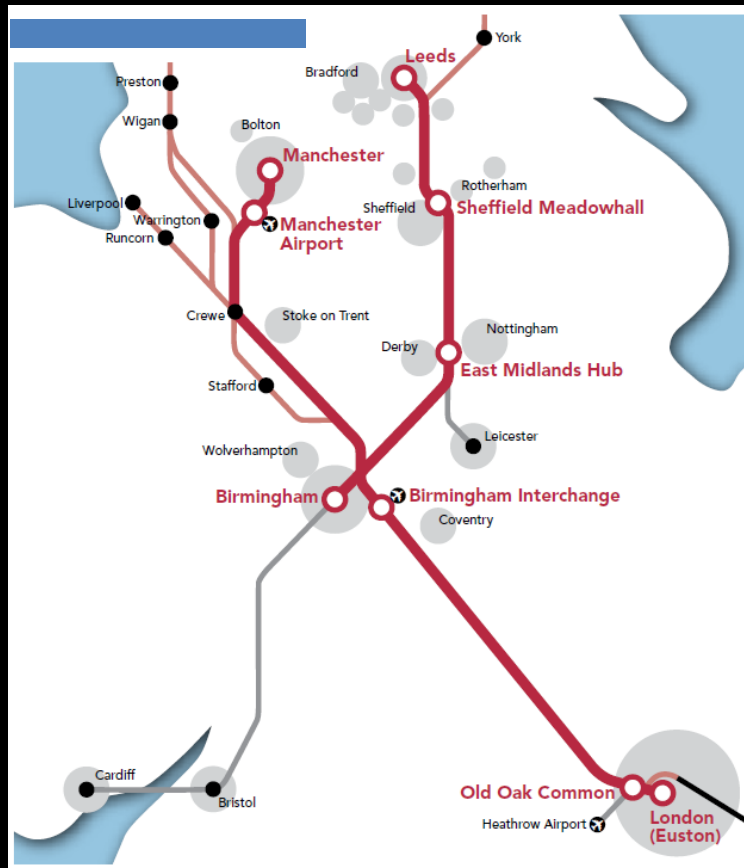 York
Leeds
Bradford
Preston
Wigan
Bolton
Manchester
Liverpool
Warrington
Runcorn
Manchester
Airport
Rotherham
Sheffield
Sheffield Meadowhall
Crewe
Stoke on Trent
Nottingham
Derby
East Midlands Hub
Stafford
Leicester
Wolverhampton
Birmingham
Birmingham Interchange
Coventry
Cardiff
Bristol
Old Oak Common
London
(Euston)
Heathrow Airport